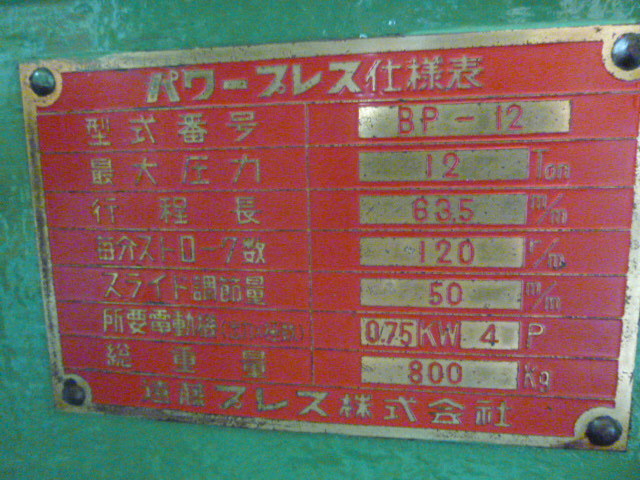 パワープレス仕様表
型式番号 BP-12
最大圧力 12 Ton
行程長 63.5 m/m
毎分ストローク数 120 r/m
スライド調節量 50 m/m
所要電動機 0.75KW 4 P
総重量 800 Kg
遠藤プレス株式会社